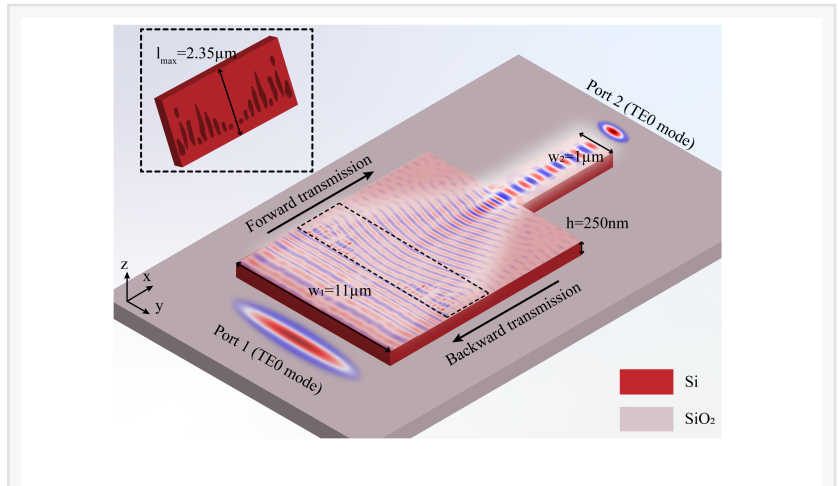 lmax=2.35μm
Port 2 (TE0 mode)
w₂=1μm
Forward transmission
h=250nm
z
x
y
w₁=11μm
Backward transmission
Port 1 (TE0 mode)
Si
SiO₂